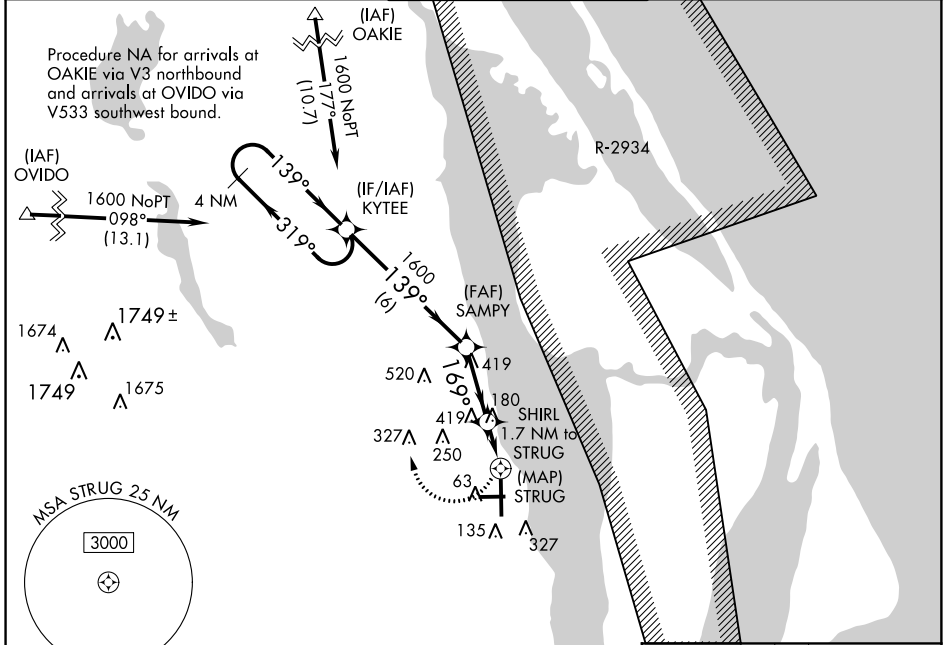 (IAF)
OAKIE
Procedure NA for arrivals at
OAKIE via V3 northbound
and arrivals at OVIDO via
V533 southwest bound.
1600 NoPT
177°
(10.7)
R-2934
(IAF)
OVIDO
1600 NoPT
098°
(13.1)
4 NM
139°
319°
(IF/IAF)
KYTEE
1600
139°
(6)
(FAF)
SAMPY
1674
1749±
1749
1675
419
520
169°
180
419
SHIRL
1.7 NM to
STRUG
327
250
(MAP)
STRUG
63
135
327
MSA STRUG 25 NM
3000